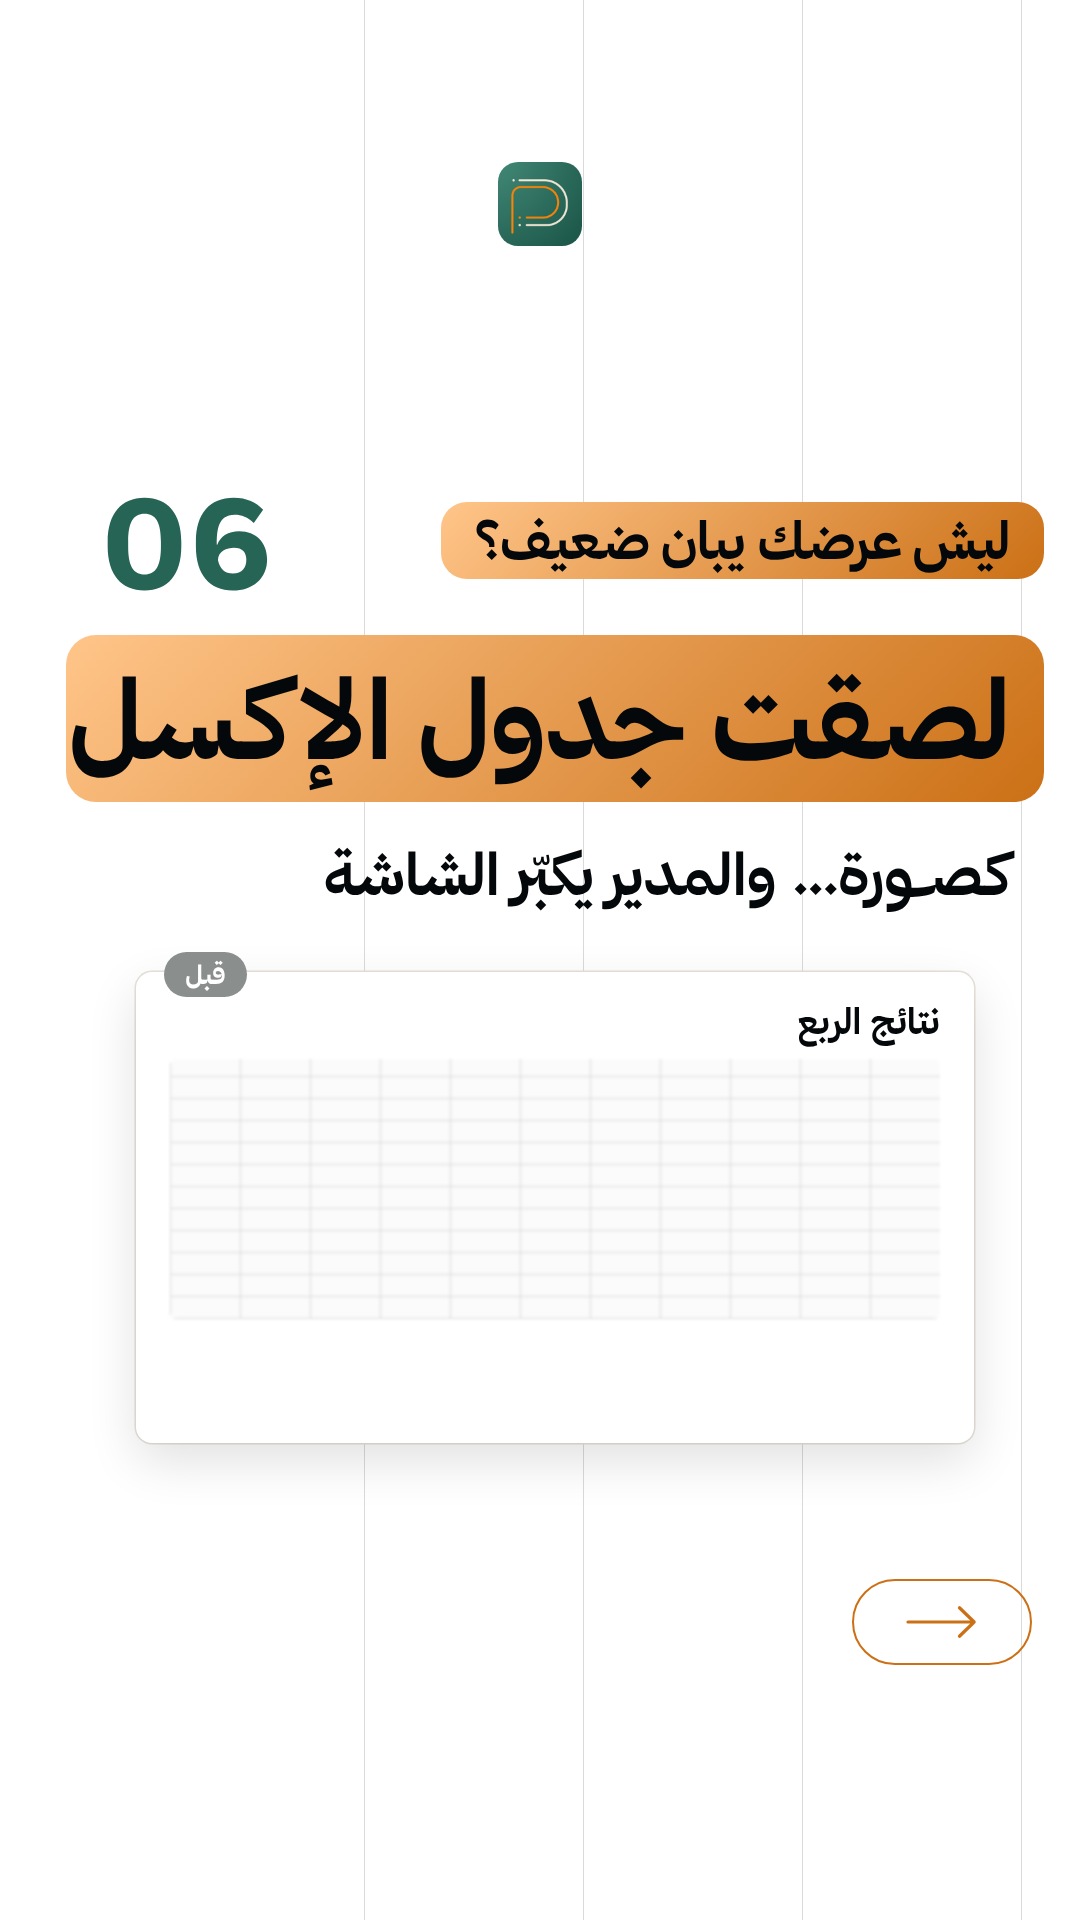 ليش عرضك يبان ضعيف؟
06
لصقت جدول الإكسل
كصورة... والمدير يكبّر الشاشة
قبل
نتائج الربع